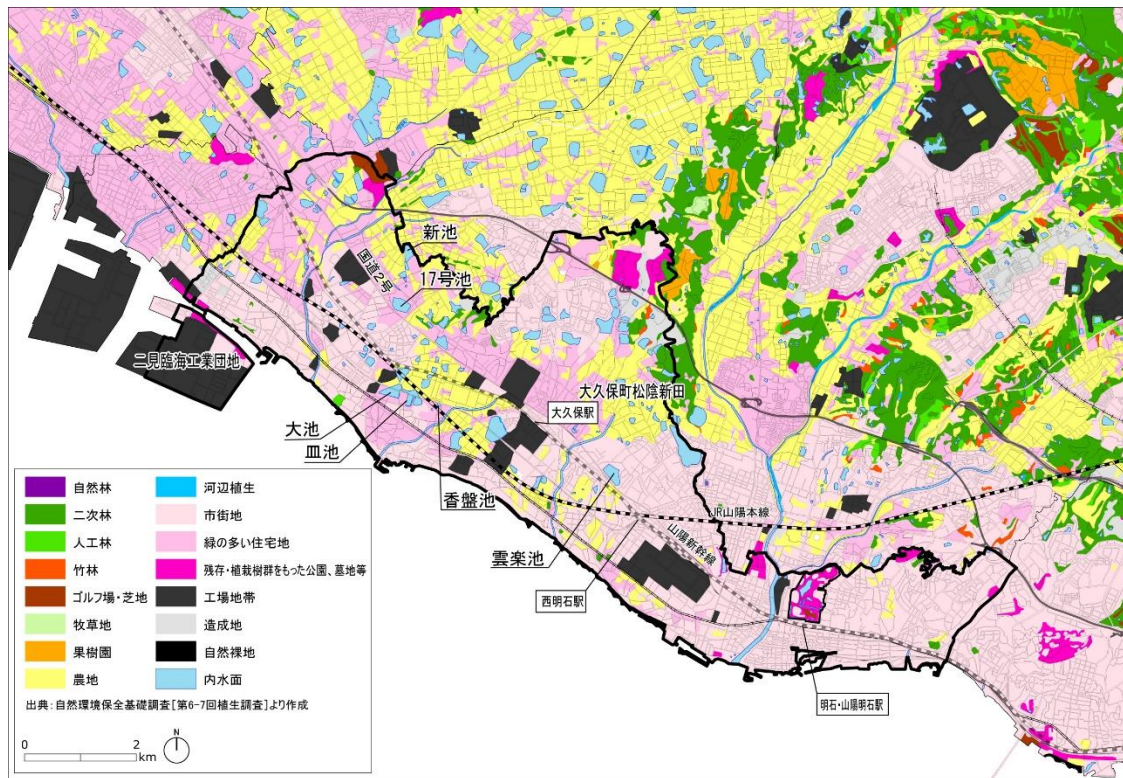 新池
国道2号
17号池
二見臨海工業団地
大久保町松陰新田
大久保駅
大池
皿池
香盤池
JR山陽本線
山陽新幹線
雲楽池
西明石駅
明石・山陽明石駅
自然林
河辺植生
二次林
市街地
人工林
緑の多い住宅地
竹林
残存・植栽樹群をもった公園、墓地等
ゴルフ場・芝地
工場地帯
牧草地
造成地
果樹園
自然裸地
農地
内水面
出典：自然環境保全基礎調査[第6-7回植生調査]より作成
0 2
km
N